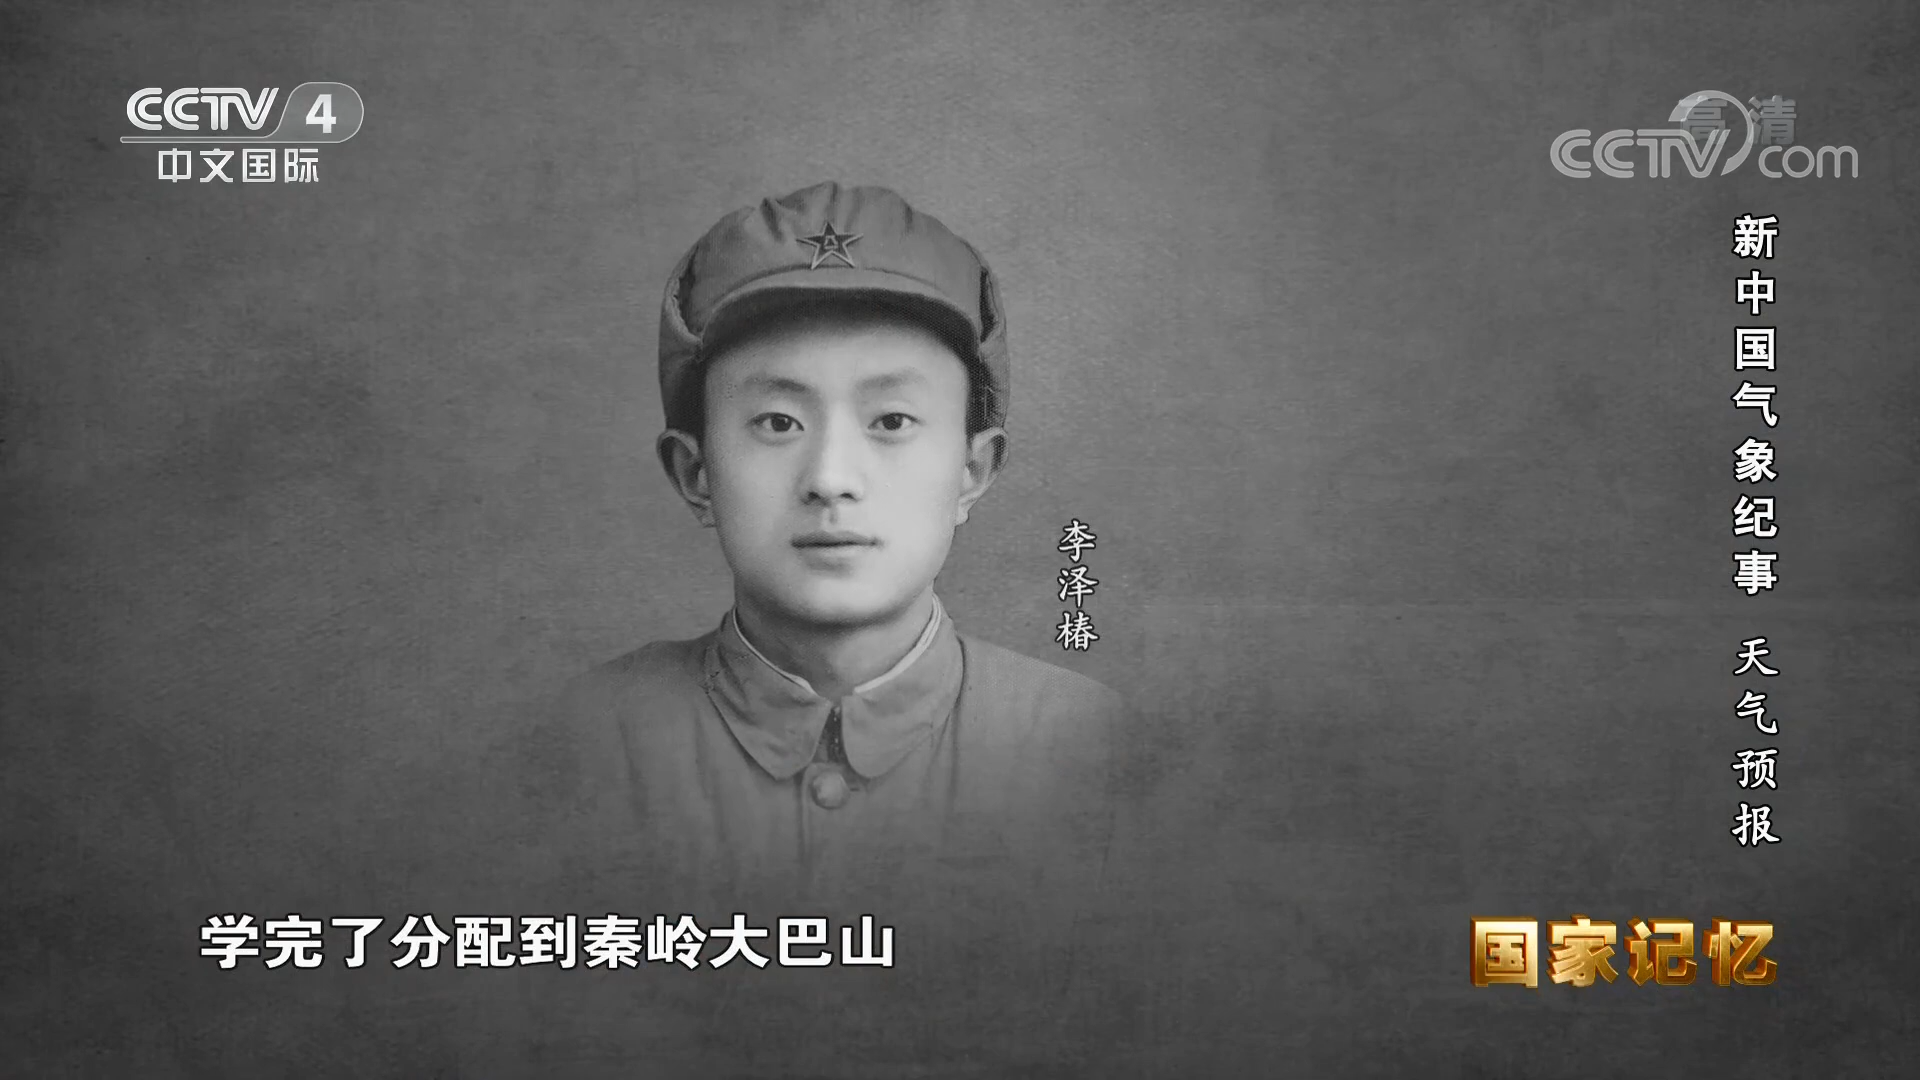 CCTV 4
中文国际
高清
CCTV.com
新中国气象纪事 天气预报
李泽椿
学完了分配到秦岭大巴山
国家记忆